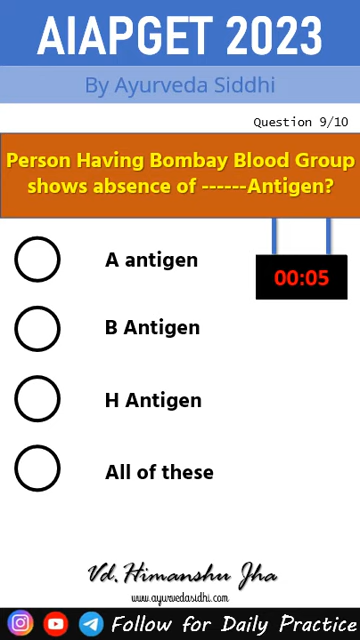 AIAPGET 2023
By Ayurveda Siddhi
Question 9/10
Person Having Bombay Blood Group
shows absence of ------Antigen?
A antigen
00:05
B Antigen
H Antigen
All of these
Vd. Himanshu Jha
www.ayurvedasidhi.com
Follow for Daily Practice